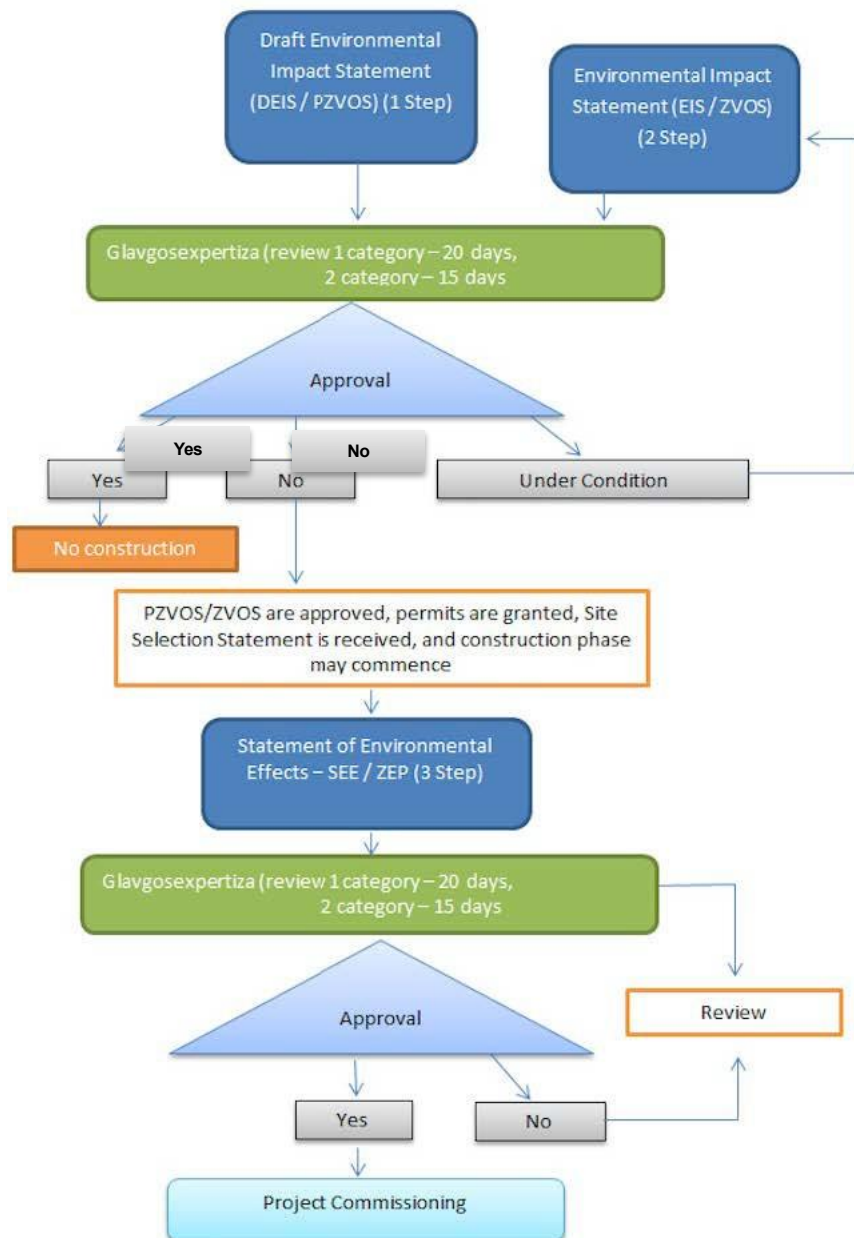 Draft Environmental
Impact Statement
(DEIS / PZVOS) (1 Step)
Environmental Impact
Statement (EIS / ZVOS)
(2 Step)
Glavgosexpertiza (review 1 category – 20 days,
2 category – 15 days
Approval
Yes
No
Yes
No
Under Condition
No construction
PZVOS/ZVOS are approved, permits are granted, Site
Selection Statement is received, and construction phase
may commence
Statement of Environmental
Effects – SEE / ZEP (3 Step)
Glavgosexpertiza (review 1 category – 20 days,
2 category – 15 days
Approval
Review
Yes
No
Project Commissioning